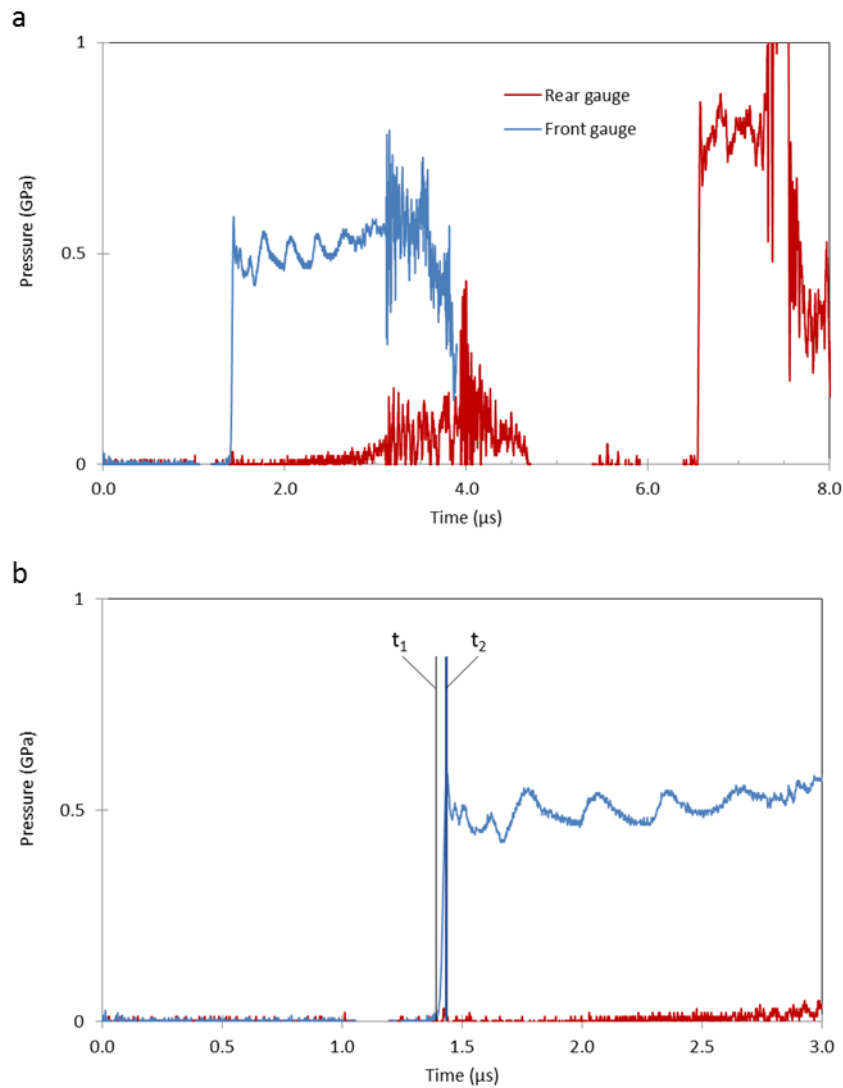 a
1
Rear gauge
Front gauge
Pressure (GPa)
0.5
0
0.0 2.0 4.0 6.0 8.0
Time (µs)
b
1
t₁ t₂
Pressure (GPa)
0.5
0
0.0 0.5 1.0 1.5 2.0 2.5 3.0
Time (µs)